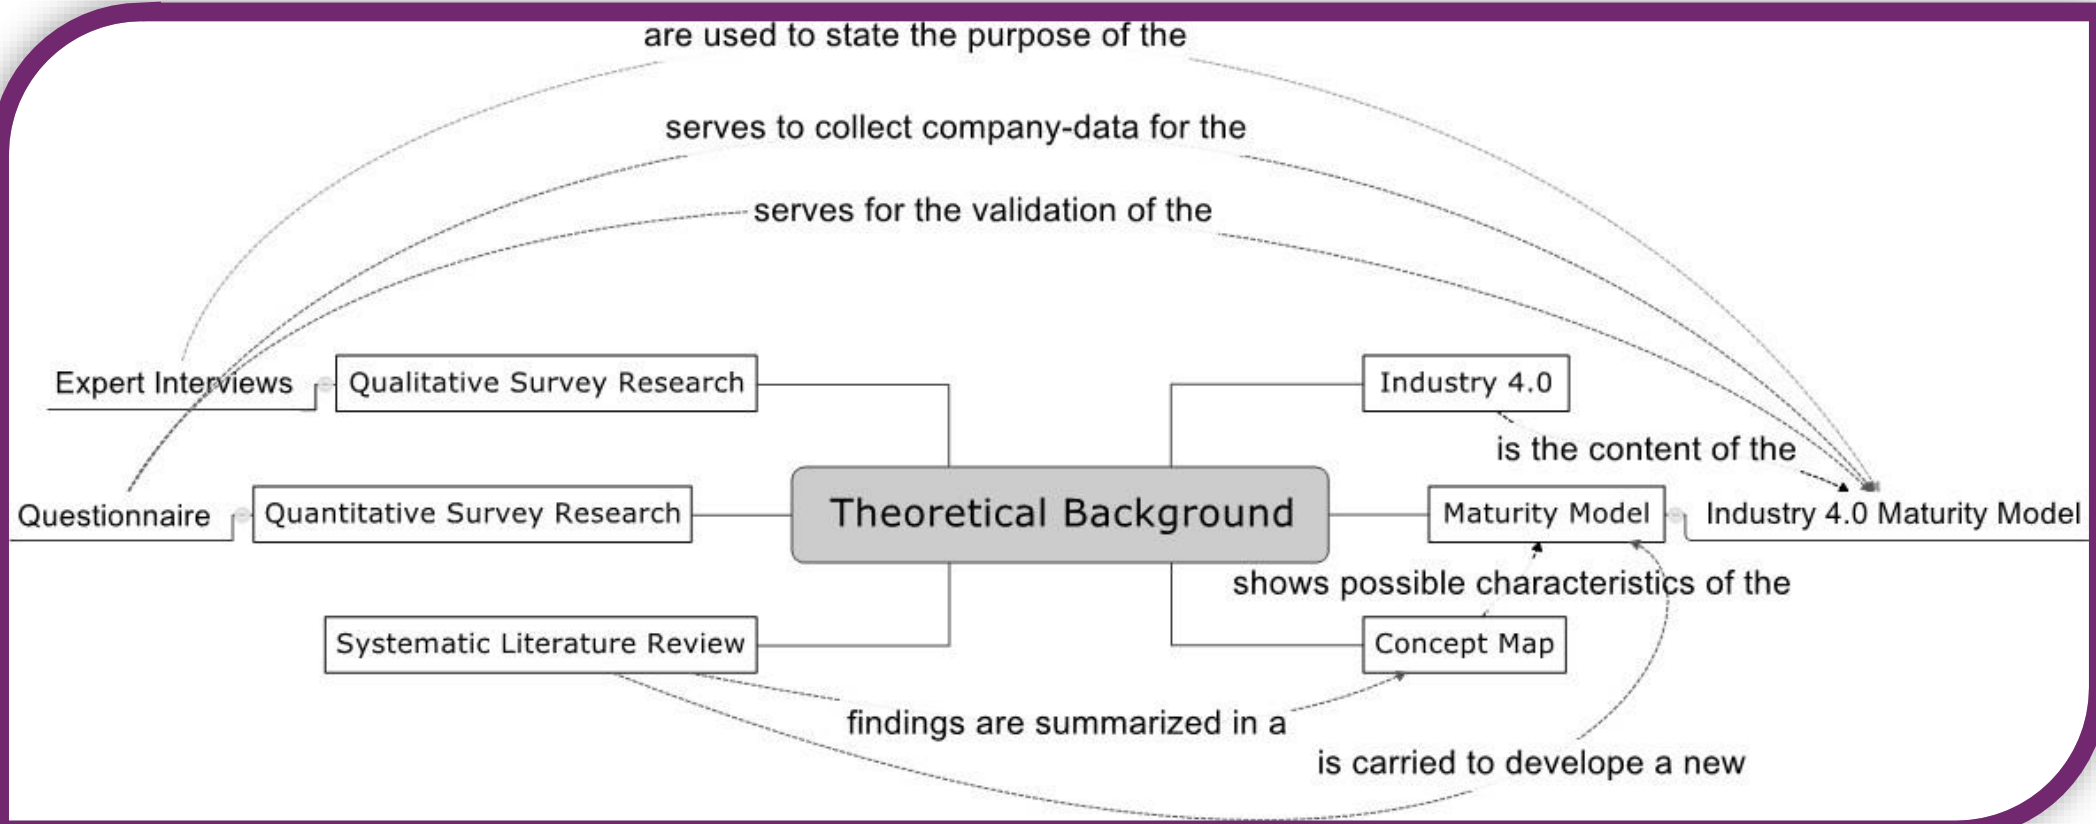 are used to state the purpose of the
serves to collect company-data for the
serves for the validation of the
Expert Interviews
Qualitative Survey Research
Industry 4.0
is the content of the
Questionnaire
Quantitative Survey Research
Theoretical Background
Maturity Model
Industry 4.0 Maturity Model
shows possible characteristics of the
Systematic Literature Review
Concept Map
findings are summarized in a
is carried to develope a new